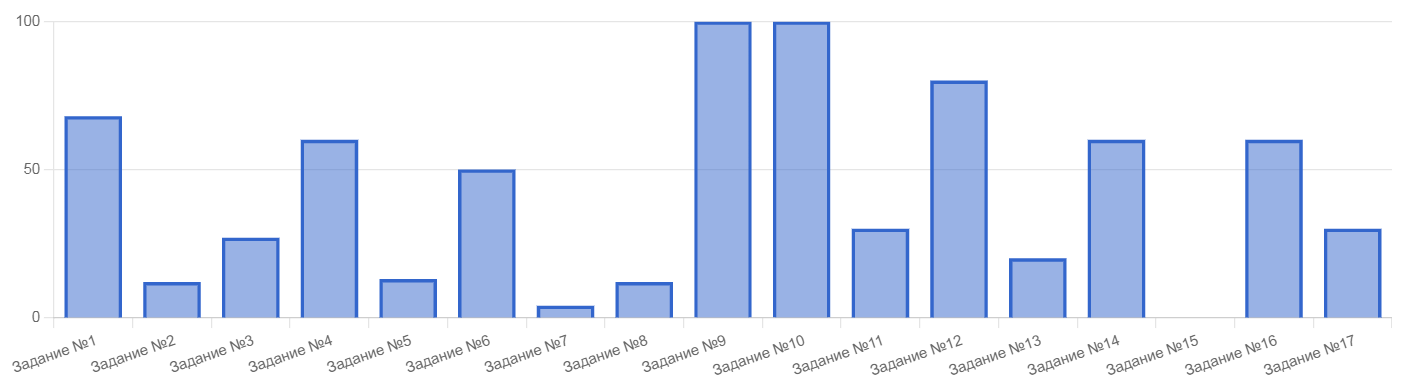 100
50
0
Задание №1
Задание №2
Задание №3
Задание №4
Задание №5
Задание №6
Задание №7
Задание №8
Задание №9
Задание №10
Задание №11
Задание №12
Задание №13
Задание №14
Задание №15
Задание №16
Задание №17